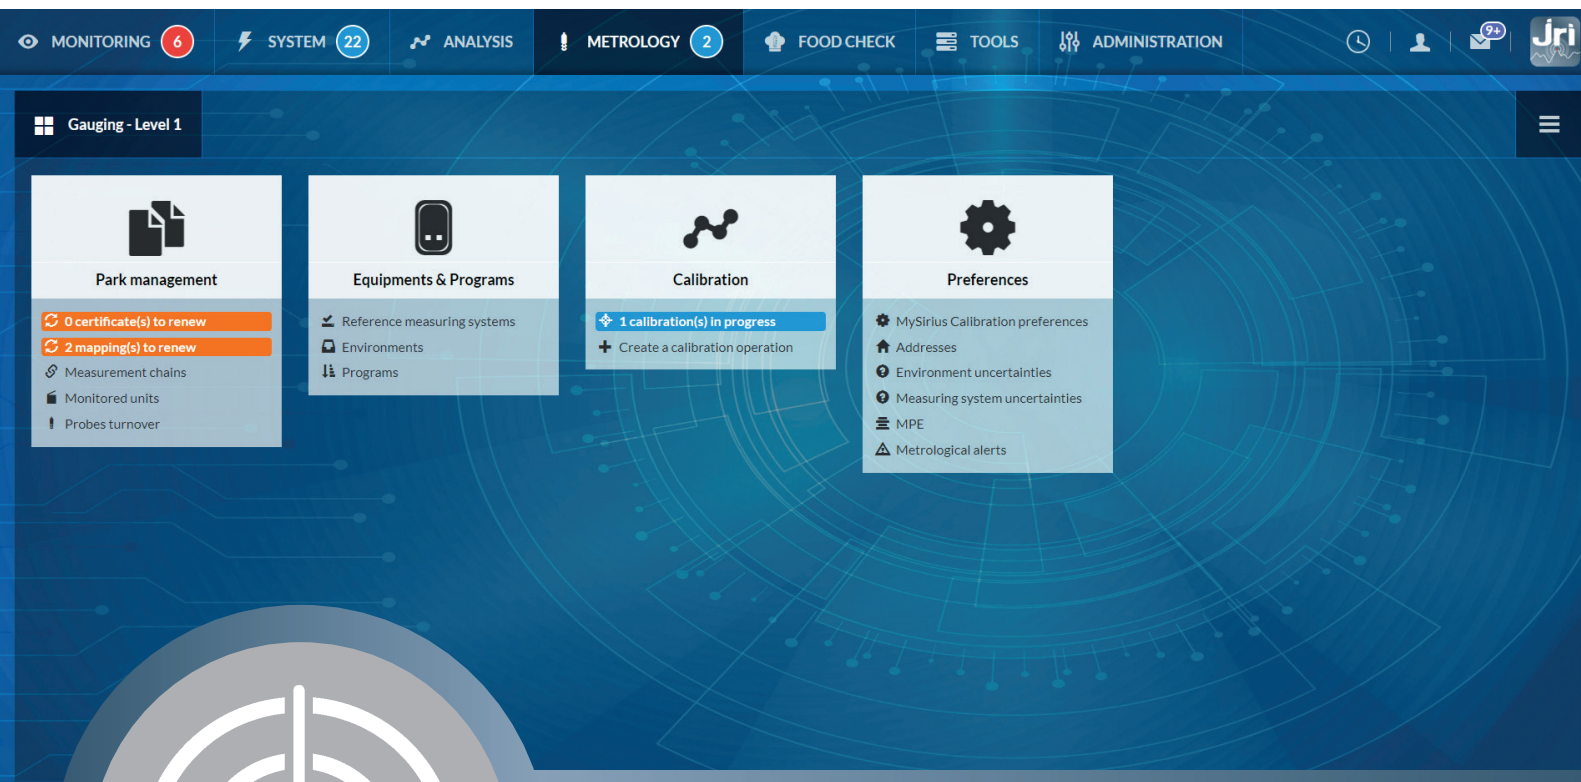 MONITORING 6 SYSTEM 22 ANALYSIS METROLOGY 2 FOOD CHECK TOOLS ADMINISTRATION 9+ Jri
Gauging - Level 1
Park management
0 certificate(s) to renew
2 mapping(s) to renew
Measurement chains
Monitored units
Probes turnover
Equipments & Programs
Reference measuring systems
Environments
Programs
Calibration
1 calibration(s) in progress
Create a calibration operation
Preferences
MySirius Calibration preferences
Addresses
Environment uncertainties
Measuring system uncertainties
MPE
Metrological alerts